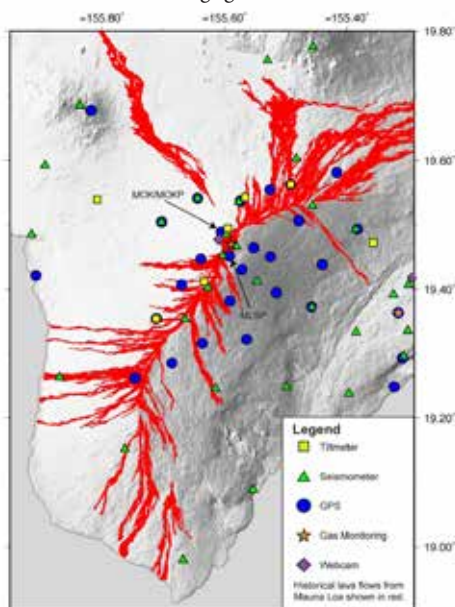 −155.80°
−155.60°
−155.40°
19.80°
19.60°
MOK/MOKP
19.40°
MLSP
19.20°
Legend
Tiltmeter
Seismometer
GPS
19.00°
Gas Monitoring
Webcam
Historical lava flows from
Mauna Loa shown in red.